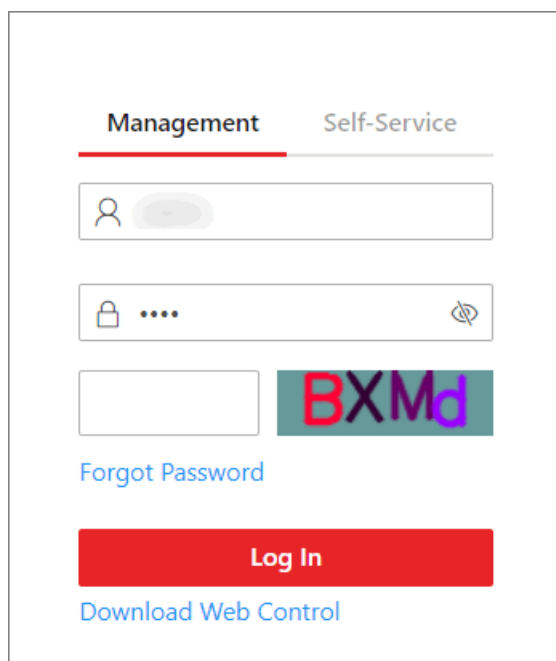 Management Self-Service
••••
BXMd
Forgot Password
Log In
Download Web Control